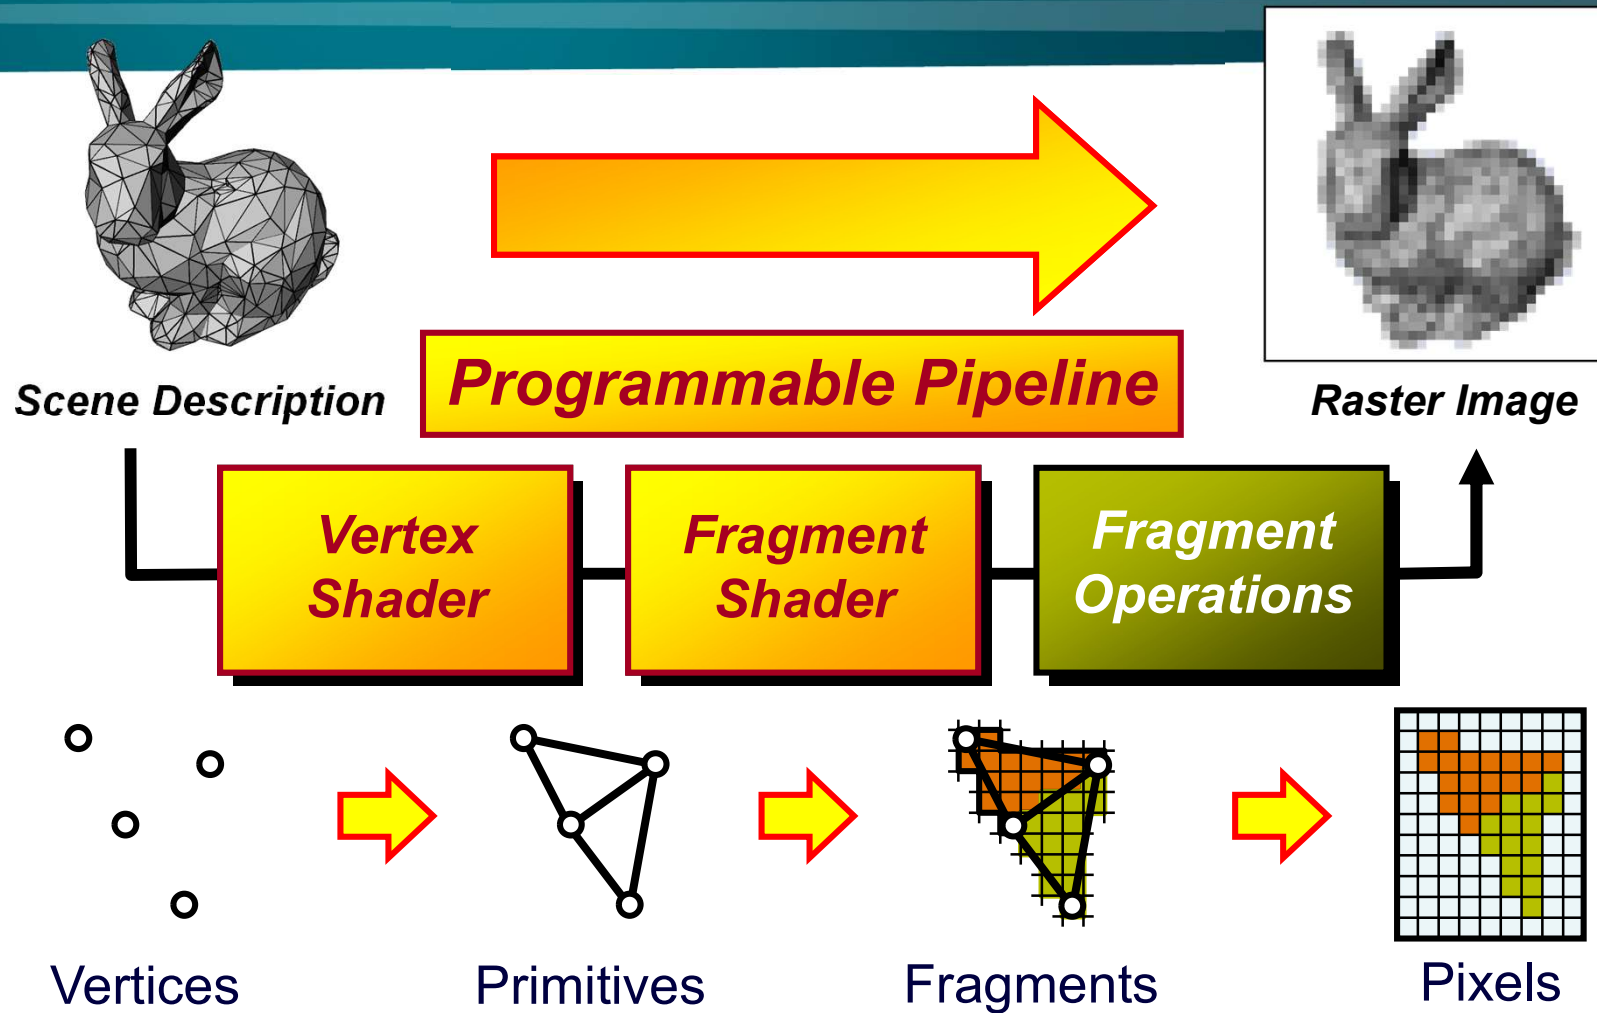 Programmable Pipeline
Scene Description
Raster Image
Vertex
Shader
Fragment
Shader
Fragment
Operations
Vertices
Primitives
Fragments
Pixels